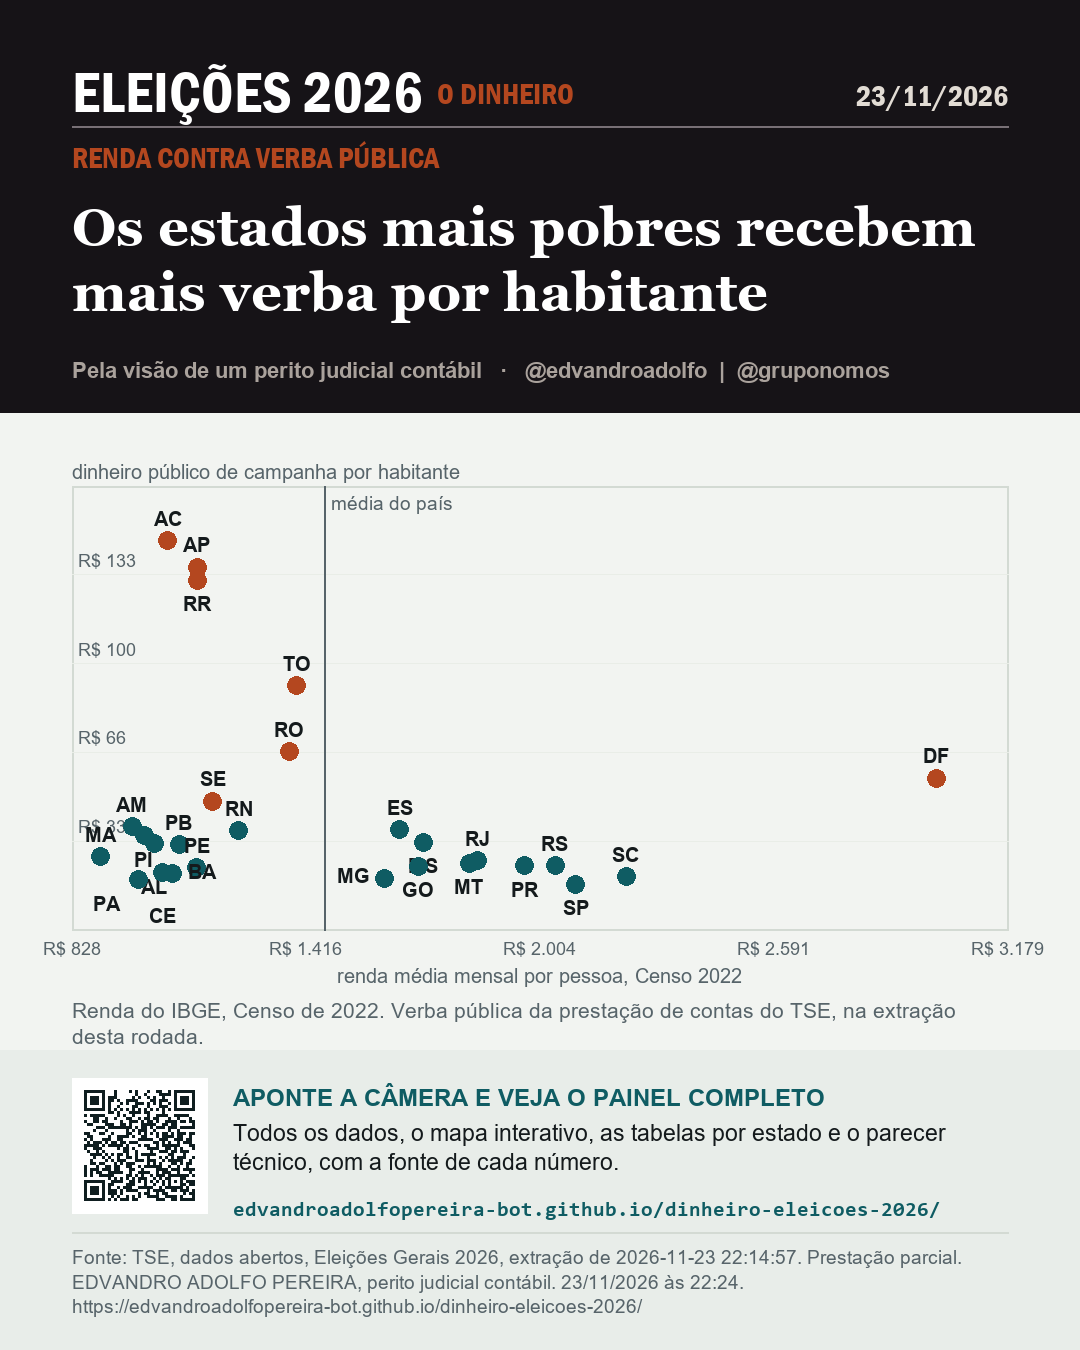 ELEIÇÕES 2026 O DINHEIRO 23/11/2026
RENDA CONTRA VERBA PÚBLICA
Os estados mais pobres recebem
mais verba por habitante
Pela visão de um perito judicial contábil · @edvandroadolfo | @gruponomos
dinheiro público de campanha por habitante
média do país
AC
AP
R$ 133
RR
R$ 100
TO
RO
R$ 66
DF
SE
AM
RN
ES
PB
R$ 33
MA
PE
RJ
RS
SC
PI
BA
MG
GO
MT
PR
AL
PA
CE
SP
R$ 828 R$ 1.416 R$ 2.004 R$ 2.591 R$ 3.179
renda média mensal por pessoa, Censo 2022
Renda do IBGE, Censo de 2022. Verba pública da prestação de contas do TSE, na extração
desta rodada.
APONTE A CÂMERA E VEJA O PAINEL COMPLETO
Todos os dados, o mapa interativo, as tabelas por estado e o parecer
técnico, com a fonte de cada número.
edvandroadolfopereira-bot.github.io/dinheiro-eleicoes-2026/
Fonte: TSE, dados abertos, Eleições Gerais 2026, extração de 2026-11-23 22:14:57. Prestação parcial.
EDVANDRO ADOLFO PEREIRA, perito judicial contábil. 23/11/2026 às 22:24.
https://edvandroadolfopereira-bot.github.io/dinheiro-eleicoes-2026/